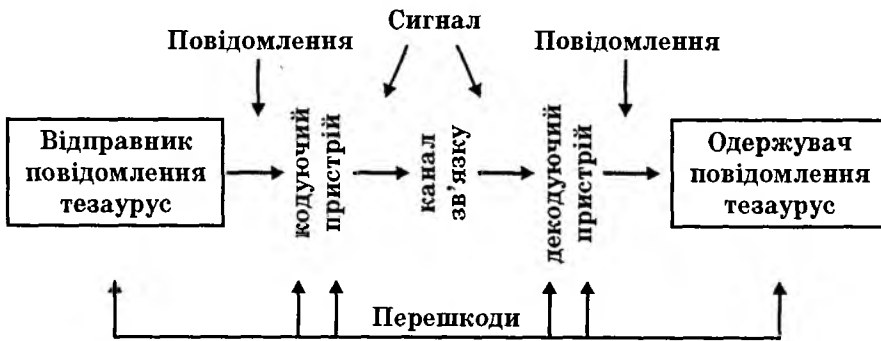 Сигнал
Повідомлення
Повідомлення
Відправник
повідомлення
тезаурус
кодуючий
пристрій
канал
зв’язку
декодуючий
пристрій
Одержувач
повідомлення
тезаурус
Перешкоди